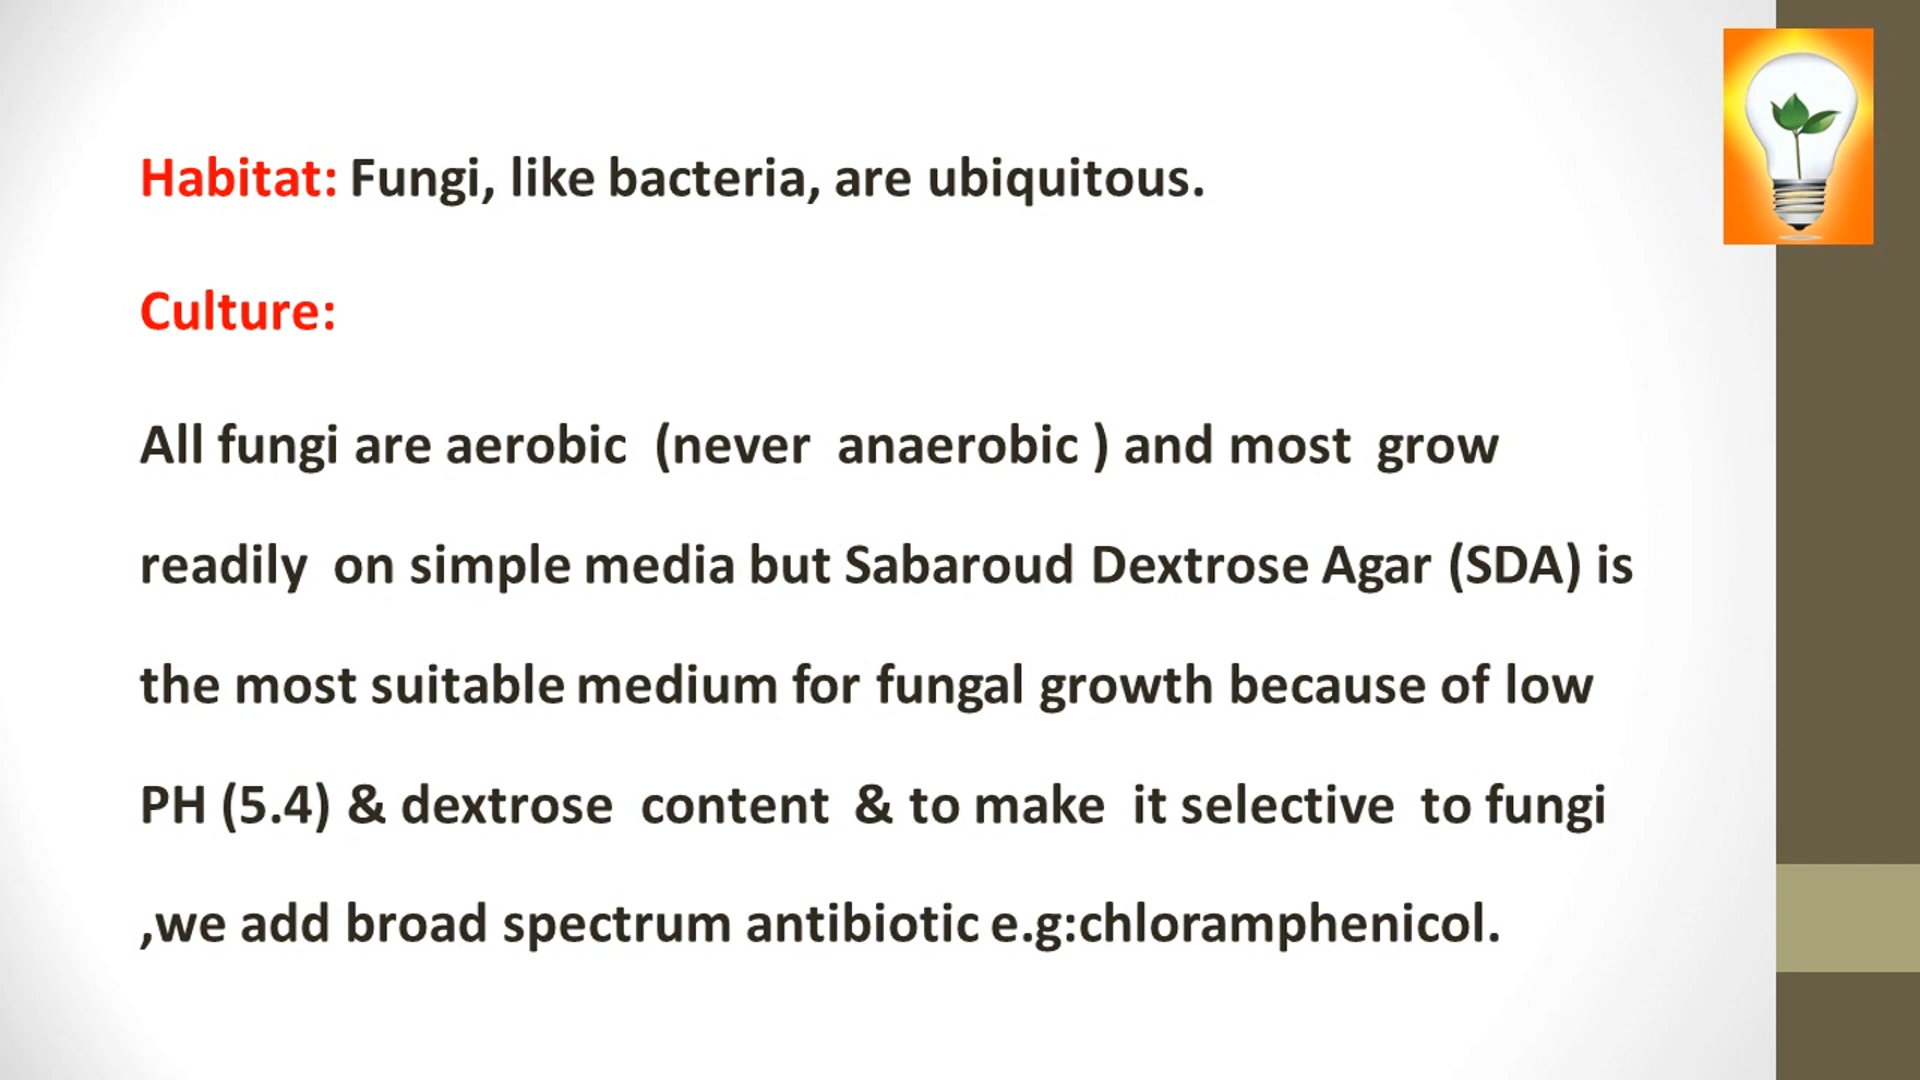 Habitat: Fungi, like bacteria, are ubiquitous.
Culture:
All fungi are aerobic (never anaerobic ) and most grow
readily on simple media but Sabaroud Dextrose Agar (SDA) is
the most suitable medium for fungal growth because of low
PH (5.4) & dextrose content & to make it selective to fungi
,we add broad spectrum antibiotic e.g:chloramphenicol.